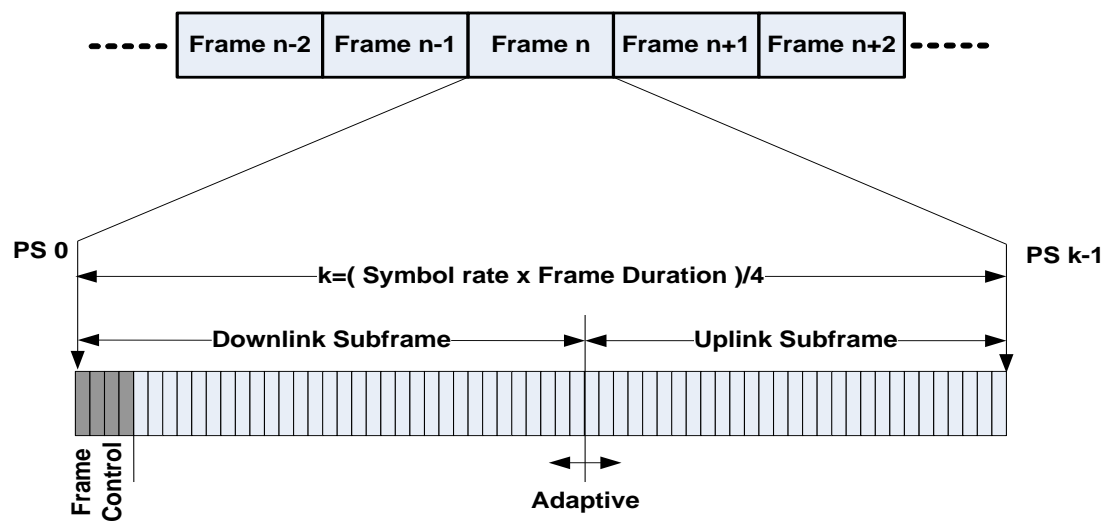 Frame n-2 Frame n-1 Frame n Frame n+1 Frame n+2
PS 0
PS k-1
k=( Symbol rate x Frame Duration )/4
Downlink Subframe
Uplink Subframe
Frame
Control
Adaptive